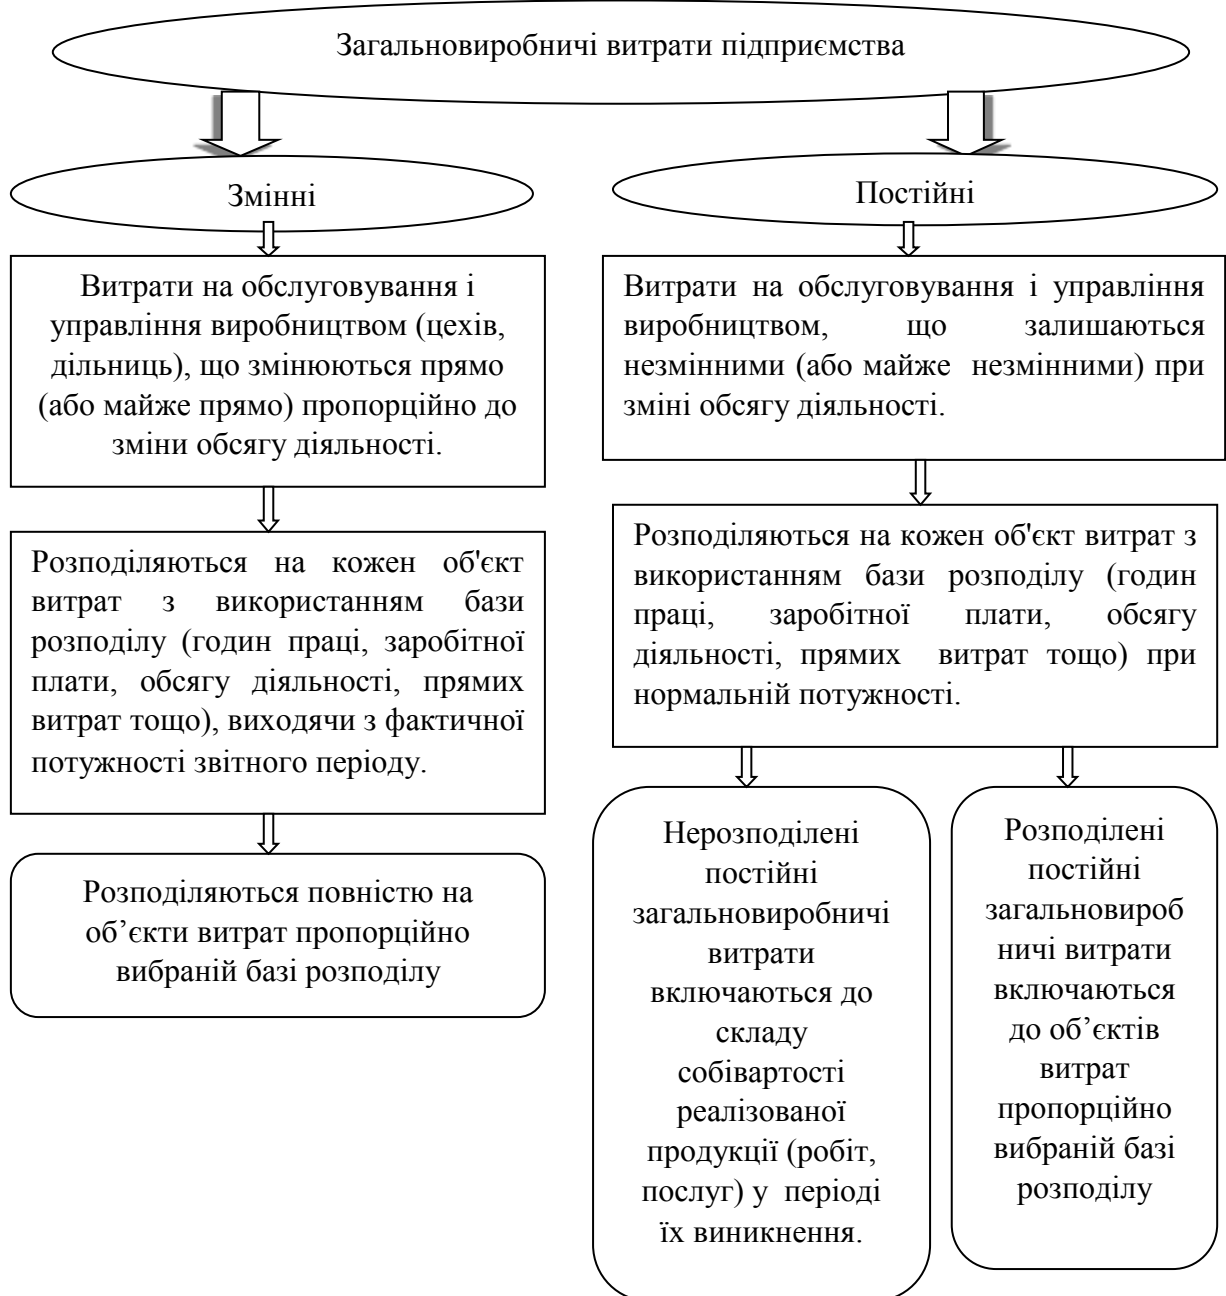 Загальновиробничі витрати підприємства
Змінні
Постійні
Витрати на обслуговування і
управління виробництвом (цехів,
дільниць), що змінюються прямо
(або майже прямо) пропорційно до
зміни обсягу діяльності.
Витрати на обслуговування і управління
виробництвом, що залишаються
незмінними (або майже незмінними) при
зміні обсягу діяльності.
Розподіляються на кожен об'єкт
витрат з використанням бази
розподілу (годин праці, заробітної
плати, обсягу діяльності, прямих
витрат тощо), виходячи з фактичної
потужності звітного періоду.
Розподіляються на кожен об'єкт витрат з
використанням бази розподілу (годин
праці, заробітної плати, обсягу
діяльності, прямих витрат тощо) при
нормальній потужності.
Розподіляються повністю на
об’єкти витрат пропорційно
вибраній базі розподілу
Нерозподілені
постійні
загальновиробничі
витрати
включаються до
складу
собівартості
реалізованої
продукції (робіт,
послуг) у періоді
їх виникнення.
Розподілені
постійні
загальновироб
ничі витрати
включаються
до об’єктів
витрат
пропорційно
вибраній базі
розподілу